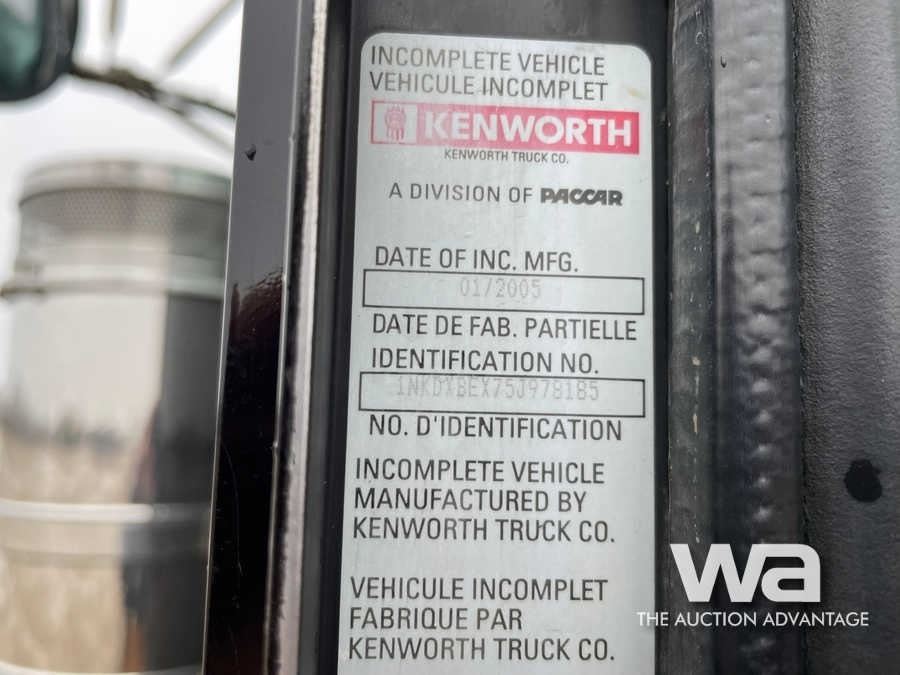 INCOMPLETE VEHICLE
VEHICULE INCOMPLET
KENWORTH
KENWORTH TRUCK CO.
A DIVISION OF PACCAR
DATE OF INC. MFG.
01/2005
DATE DE FAB. PARTIELLE
IDENTIFICATION NO.
1NKDXBEX75J978185
NO. D'IDENTIFICATION
INCOMPLETE VEHICLE
MANUFACTURED BY
KENWORTH TRUCK CO.
VEHICULE INCOMPLET
FABRIQUE PAR
KENWORTH TRUCK CO.
wa
THE AUCTION ADVANTAGE